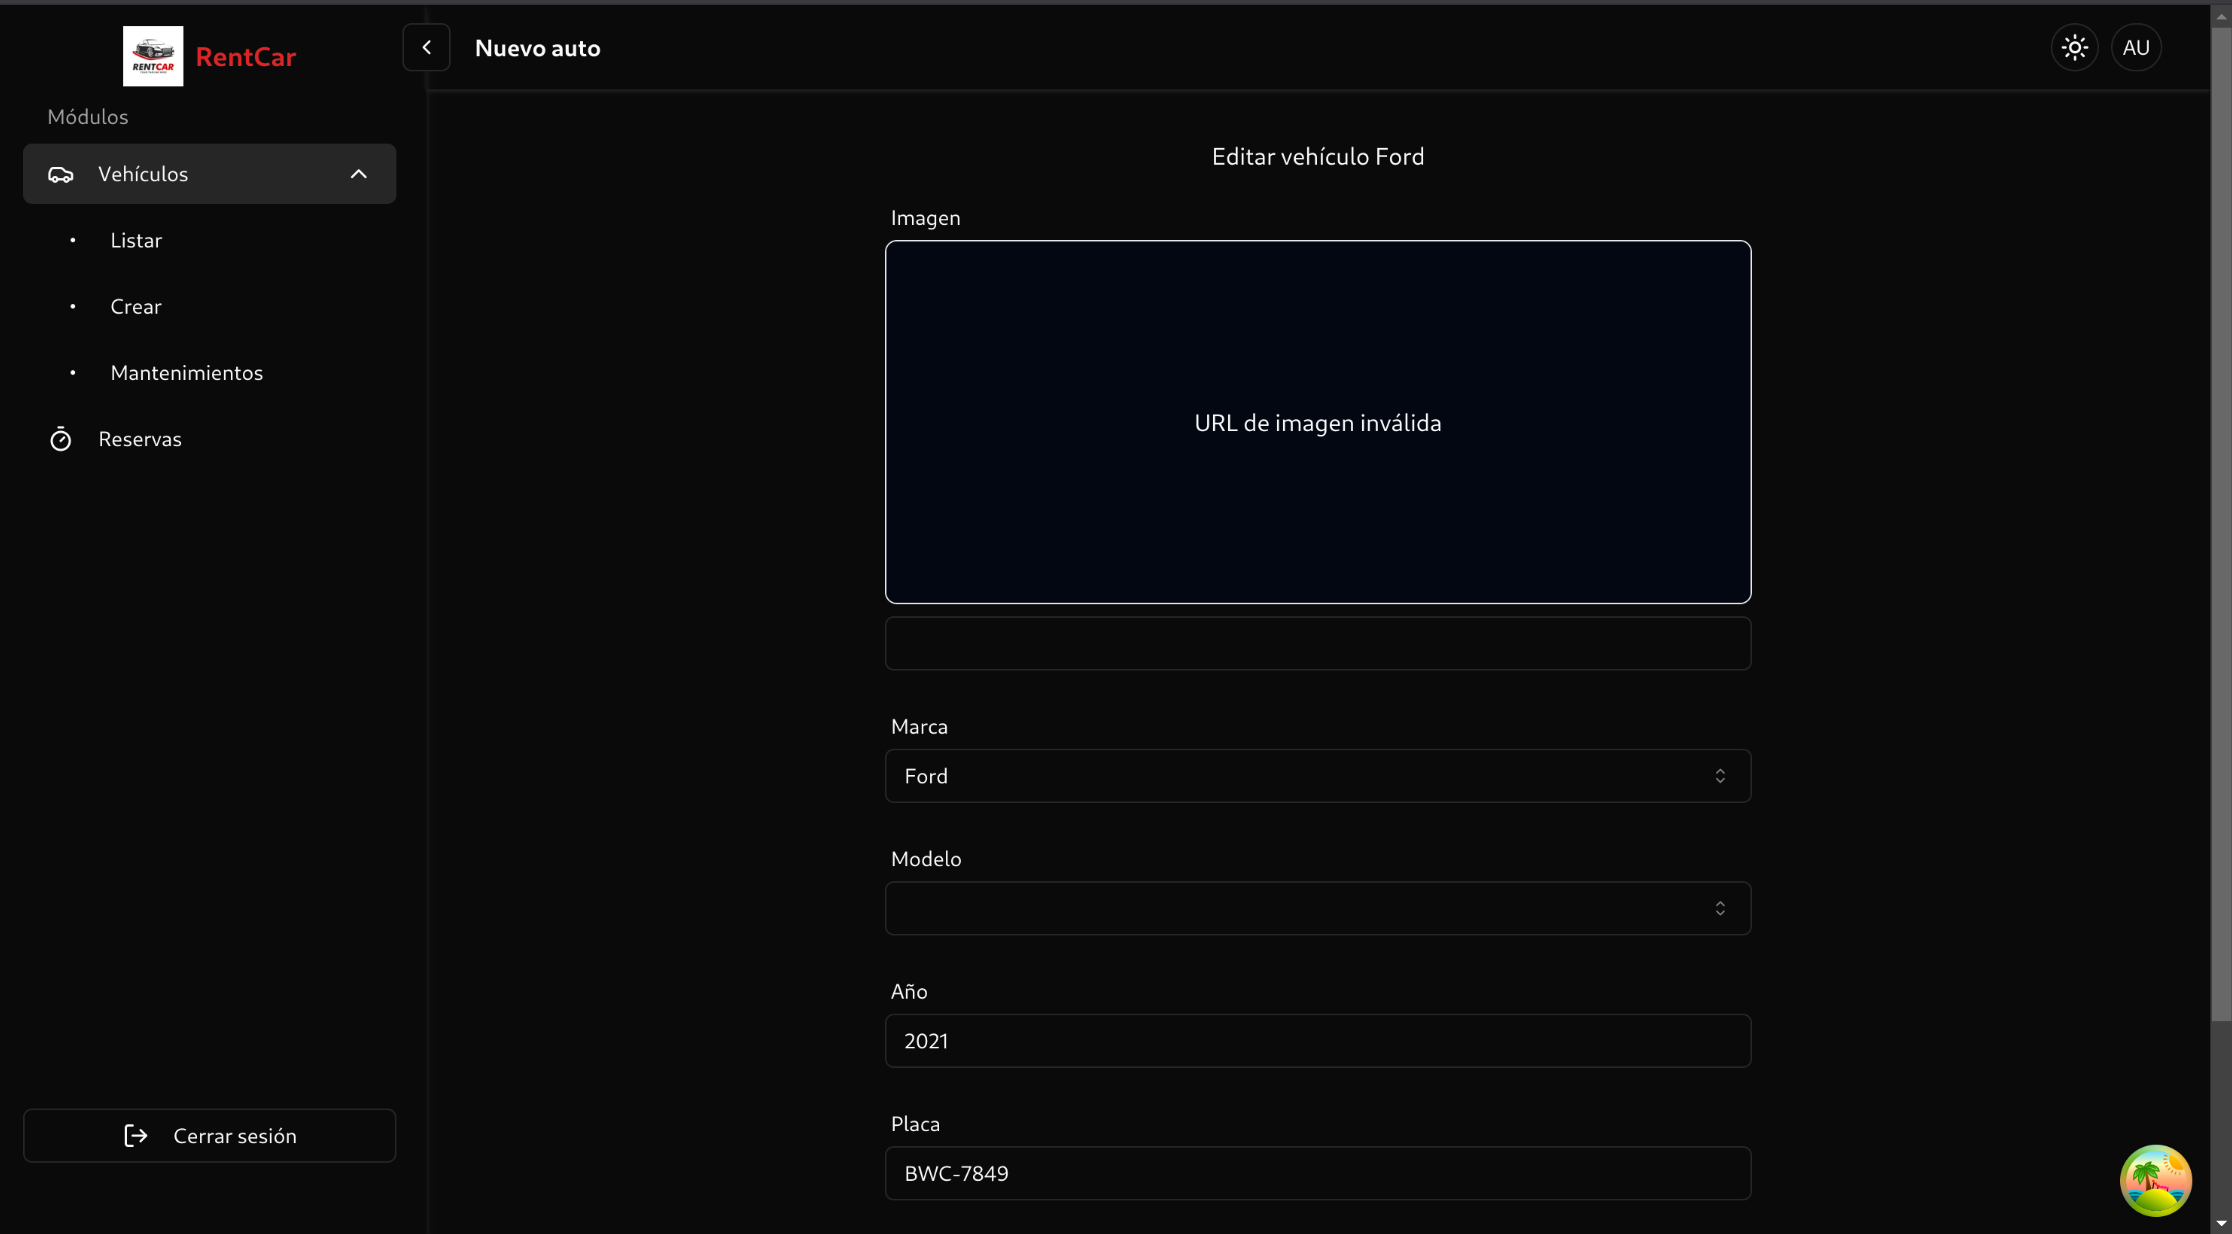 RENTCAR
RentCar
Módulos
Vehículos
Listar
Crear
Mantenimientos
Reservas
Cerrar sesión
Nuevo auto
AU
Editar vehículo Ford
Imagen
URL de imagen inválida
Marca
Ford
Modelo
Año
2021
Placa
BWC-7849